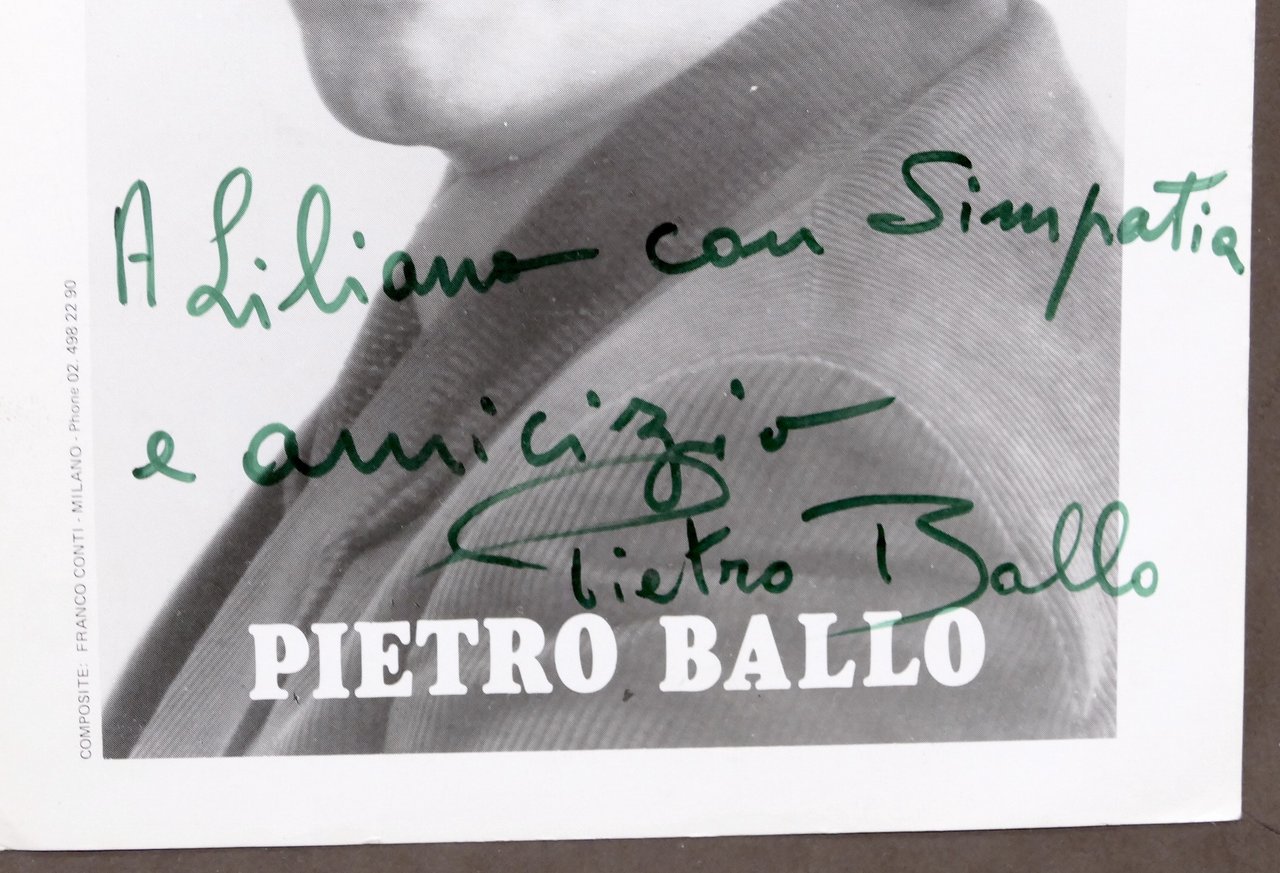 A Liliana con Simpatia
e amicizia
Pietro Ballo
PIETRO BALLO
COMPOSITE: FRANCO CONTI - MILANO - Phone 02. 498 22 90